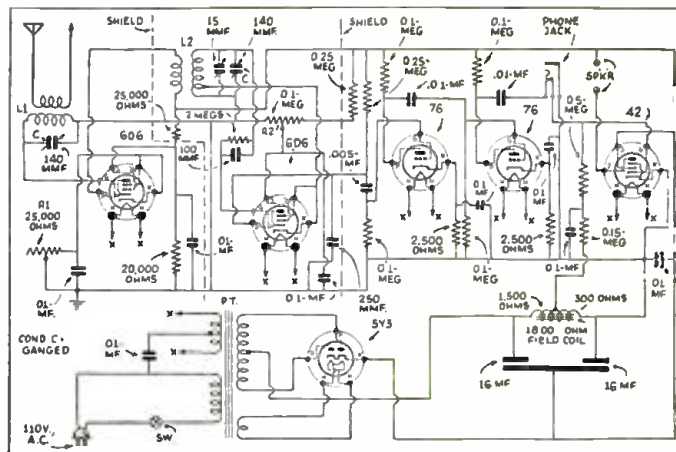 SHIELD
15
MMF.
140
MMF.
SHIELD
0.1-
MEG
0.1-
MEG
PHONE
JACK
L2
0.25
MEG
0.25-
MEG
.01-MF
.01-MF
SPKR
C
25,000
OHMS
0.1-
MEG
2 MEGS
R2
76
76
0.5-
MEG
42
L1
C
140
MMF
6D6
100
MMF
6D6
.005-
MF
0.1
MF
0.1
MF
R1
25,000
OHMS
0.15-
MEG
20,000
OHMS
0.1-
MF
0.1-
MEG
2,500
OHMS
0.1-
MEG
2,500
OHMS
0.1-MF
0.1
MF.
0.1-MF
250
MMF.
0.1
MF
X
X
X
X
X
X
X
X
X
X
COND C+
GANGED
0.1
MF
X
X
P.T.
5Y3
1,500
OHMS
300 OHMS
18.00 OHM
FIELD COIL
16 MF
16 MF
110V.
A.C.
SW